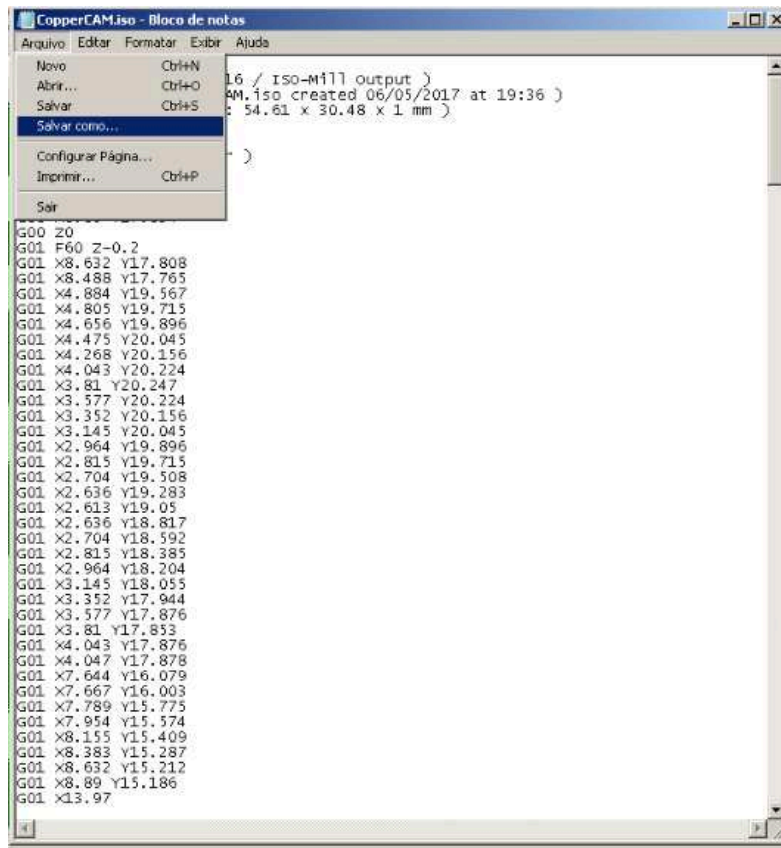 CopperCAM.iso - Bloco de notas
Arquivo Editar Formatar Exibir Ajuda
Novo Ctrl+N
Abrir... Ctrl+O
Salvar Ctrl+S
Salvar como...
Configurar Página...
Imprimir... Ctrl+P
Sair
16 / ISO-Mill output )
AM.iso created 06/05/2017 at 19:36 )
: 54.61 x 30.48 x 1 mm )
)
G00 Z0
G01 F60 Z-0.2
G01 X8.632 Y17.808
G01 X8.488 Y17.765
G01 X4.884 Y19.567
G01 X4.805 Y19.715
G01 X4.656 Y19.896
G01 X4.475 Y20.045
G01 X4.268 Y20.156
G01 X4.043 Y20.224
G01 X3.81 Y20.247
G01 X3.577 Y20.224
G01 X3.352 Y20.156
G01 X3.145 Y20.045
G01 X2.964 Y19.896
G01 X2.815 Y19.715
G01 X2.704 Y19.508
G01 X2.636 Y19.283
G01 X2.613 Y19.05
G01 X2.636 Y18.817
G01 X2.704 Y18.592
G01 X2.815 Y18.385
G01 X2.964 Y18.204
G01 X3.145 Y18.055
G01 X3.352 Y17.944
G01 X3.577 Y17.876
G01 X3.81 Y17.853
G01 X4.043 Y17.876
G01 X4.047 Y17.878
G01 X7.644 Y16.079
G01 X7.667 Y16.003
G01 X7.789 Y15.775
G01 X7.954 Y15.574
G01 X8.155 Y15.409
G01 X8.383 Y15.287
G01 X8.632 Y15.212
G01 X8.89 Y15.186
G01 X13.97